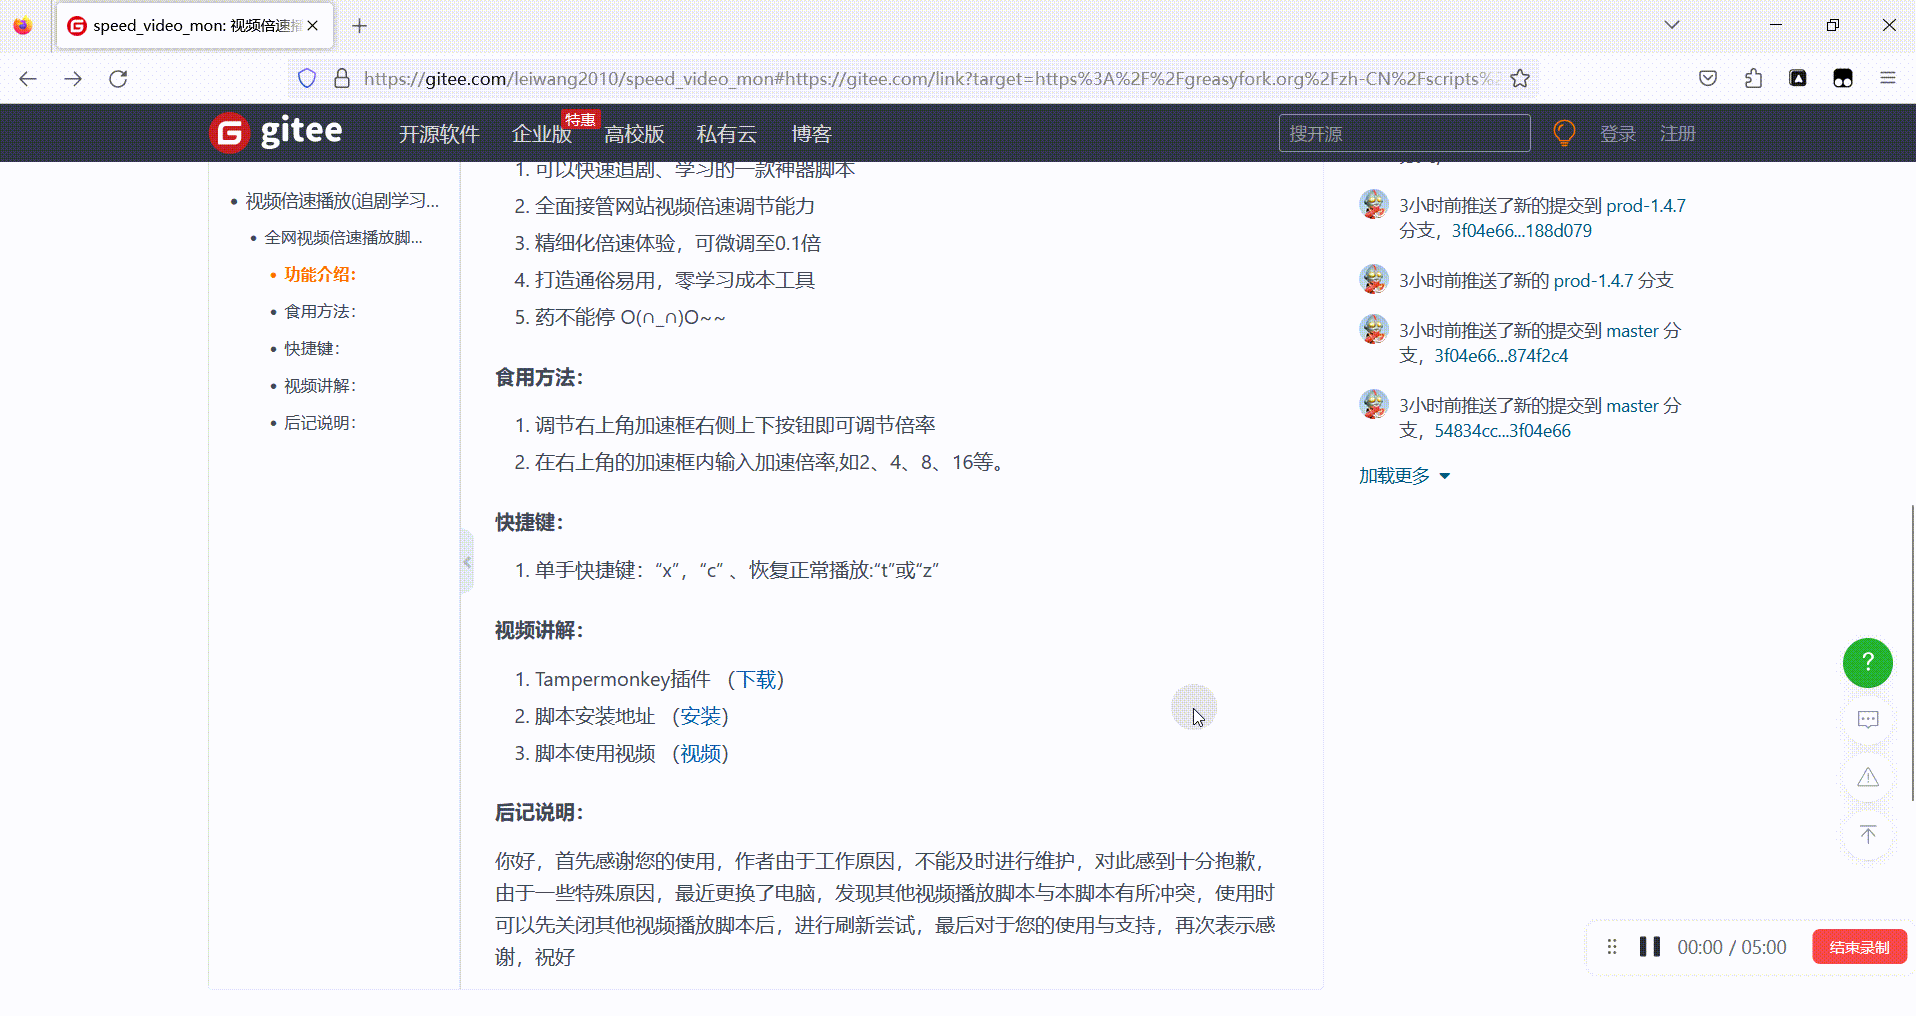 speed_video_mon: 视频倍速播
https://gitee.com/leiwang2010/speed_video_mon#https://gitee.com/link?target=https%3A%2F%2Fgreasyfork.org%2Fzh-CN%2Fscripts%2
gitee
开源软件
企业版
特惠
高校版
私有云
博客
搜开源
登录
注册
视频倍速播放(追剧学习...
全网视频倍速播放脚...
功能介绍：
食用方法：
快捷键：
视频讲解：
后记说明：
1. 可以快速追剧、学习的一款神器脚本
2. 全面接管网站视频倍速调节能力
3. 精细化倍速体验，可微调至0.1倍
4. 打造通俗易用，零学习成本工具
5. 药不能停 O(∩_∩)O~~
食用方法：
1. 调节右上角加速框右侧上下按钮即可调节倍率
2. 在右上角的加速框内输入加速倍率,如2、4、8、16等。
快捷键：
1. 单手快捷键：“x”，“c” 、恢复正常播放:“t”或“z”
视频讲解：
1. Tampermonkey插件 （下载）
2. 脚本安装地址 （安装）
3. 脚本使用视频 （视频）
后记说明：
你好，首先感谢您的使用，作者由于工作原因，不能及时进行维护，对此感到十分抱歉，
由于一些特殊原因，最近更换了电脑，发现其他视频播放脚本与本脚本有所冲突，使用时
可以先关闭其他视频播放脚本后，进行刷新尝试，最后对于您的使用与支持，再次表示感
谢，祝好
3小时前推送了新的提交到 prod-1.4.7
分支，3f04e66...188d079
3小时前推送了新的 prod-1.4.7 分支
3小时前推送了新的提交到 master 分
支，3f04e66...874f2c4
3小时前推送了新的提交到 master 分
支，54834cc...3f04e66
加载更多
?
00:00 / 05:00
结束录制